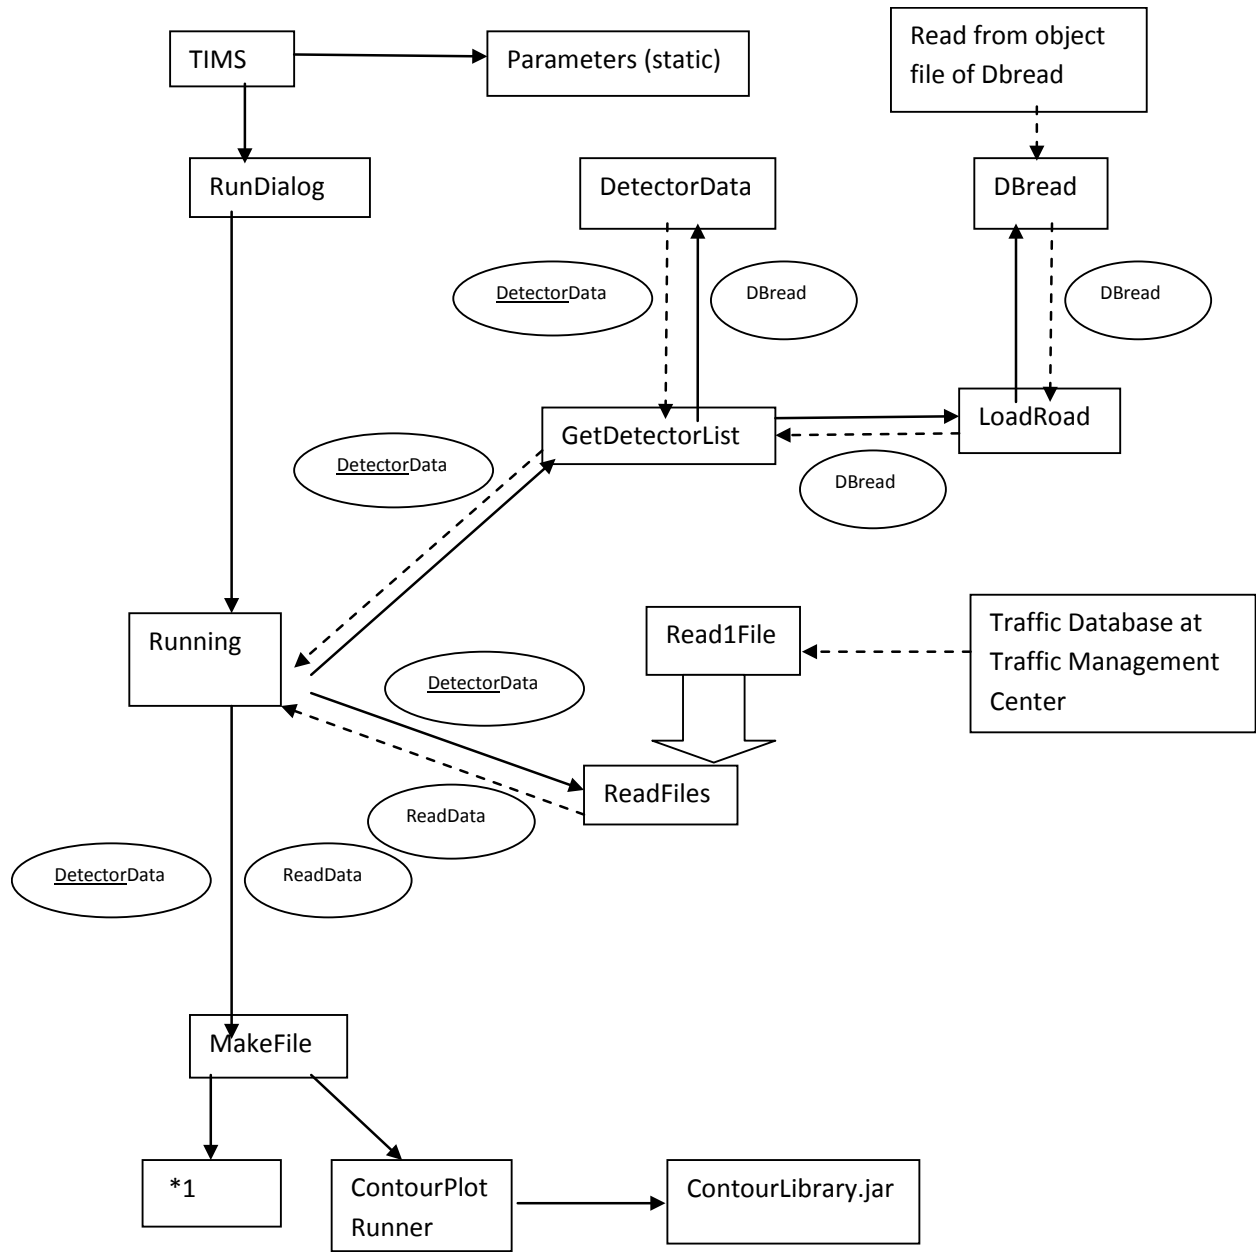 TIMS
Parameters (static)
Read from object
file of Dbread
RunDialog
DetectorData
DBread
DetectorData
DBread
DBread
GetDetectorList
LoadRoad
DetectorData
DBread
Running
Read1File
Traffic Database at
Traffic Management
Center
DetectorData
ReadFiles
ReadData
DetectorData
ReadData
MakeFile
*1
ContourPlot
Runner
ContourLibrary.jar